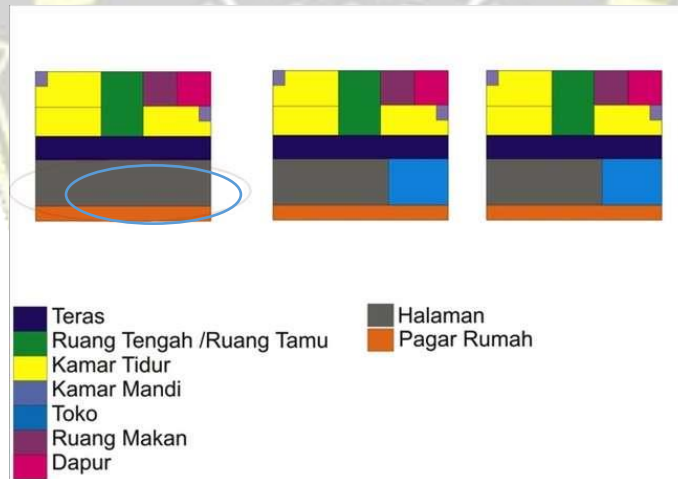 Teras
Ruang Tengah /Ruang Tamu
Kamar Tidur
Kamar Mandi
Toko
Ruang Makan
Dapur
Halaman
Pagar Rumah